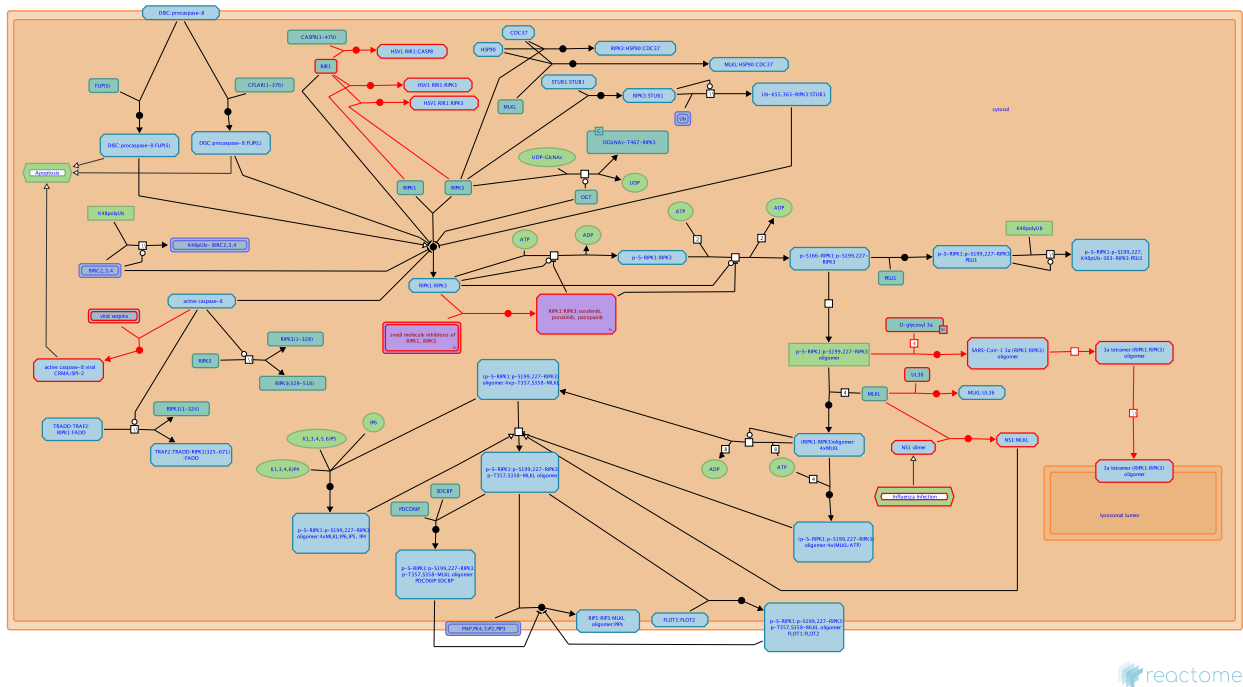 DISC:procaspase-8
CASP8(1-479)
HSV1 RIR1:CASP8
RIR1
CDC37
HSP90
RIPK3:HSP90:CDC37
MLKL:HSP90:CDC37
FLIP(S)
CFLAR(1-376)
HSV1 RIR1:RIPK1
HSV1 RIR1:RIPK3
STUB1:STUB1
MLKL
RIPK3:STUB1
Ub
Ub-K55,363-RIPK3:STUB1
cytosol
DISC:procaspase-8:FLIP(S)
DISC:procaspase-8:FLIP(L)
G
OGlcNAc-T467-RIPK3
UDP-GlcNAc
UDP
OGT
Apoptosis
RIPK1
RIPK3
K48polyUb
K48pUb- BIRC2,3,4
BIRC2,3,4
ATP
ADP
ATP
ADP
2
2
K48polyUb
p-S-RIPK1:RIPK3
p-S166-RIPK1:p-S199,227-
RIPK3
PELI1
p-S-RIPK1:p-S199,227-RIPK3:
PELI1
p-S-RIPK1:p-S199,227,
K48pUb-363-RIPK3:PELI1
RIPK1:RIPK3
active caspase-8
viral serpins
small molecule inhibitors of
RIPK1, RIPK3
RIPK1:RIPK3:sorafenib,
ponatinib, pazopanib
RIPK3(1-328)
RIPK3
RIPK3(329-518)
active caspase-8:viral
CRMA/SPI-2
O-glycosyl 3a
4
SARS-CoV-1 3a:(RIPK1:RIPK3)
oligomer
3a tetramer:(RIPK1:RIPK3)
oligomer
p-S-RIPK1:p-S199,227-RIPK3
oligomer
UL36
MLKL
4
MLKL:UL36
RIPK1(1-324)
TRADD:TRAF2:
RIPK1:FADD
TRAF2:TRADD:RIPK1(325-671)
:FADD
(p-S-RIPK1:p-S199,227-RIPK3)
oligomer:4xp-T357,S358-MLKL
IP6
I(1,3,4,5,6)P5
I(1,3,4,6)P4
NS1 dimer
NS1:MLKL
(RIPK1:RIPK3)oligomer:
4xMLKL
8
8
ADP
ATP
4
Influenza Infection
3a tetramer:(RIPK1:RIPK3)
oligomer
lysosomal lumen
p-S-RIPK1:p-S199,227-RIPK3:
p-T357,S358-MLKL oligomer
SDCBP
PDCD6IP
p-S-RIPK1:p-S199,227-RIPK3
oligomer:4xMLKL:IP6,IP5, IP4
(p-S-RIPK1:p-S199,227-RIPK3)
oligomer:4x(MLKL:ATP)
p-S-RIPK1:p-S199,227-RIPK3:
p-T357,S358-MLKL oligomer:
PDCD6IP:SDCBP
PI4P,PI(4,5)P2,PIP3
RIP1:RIP3:MLKL
oligomer:PIPs
FLOT1:FLOT2
p-S-RIPK1:p-S199,227-RIPK3:
p-T357,S358-MLKL oligomer:
FLOT1:FLOT2
reactome